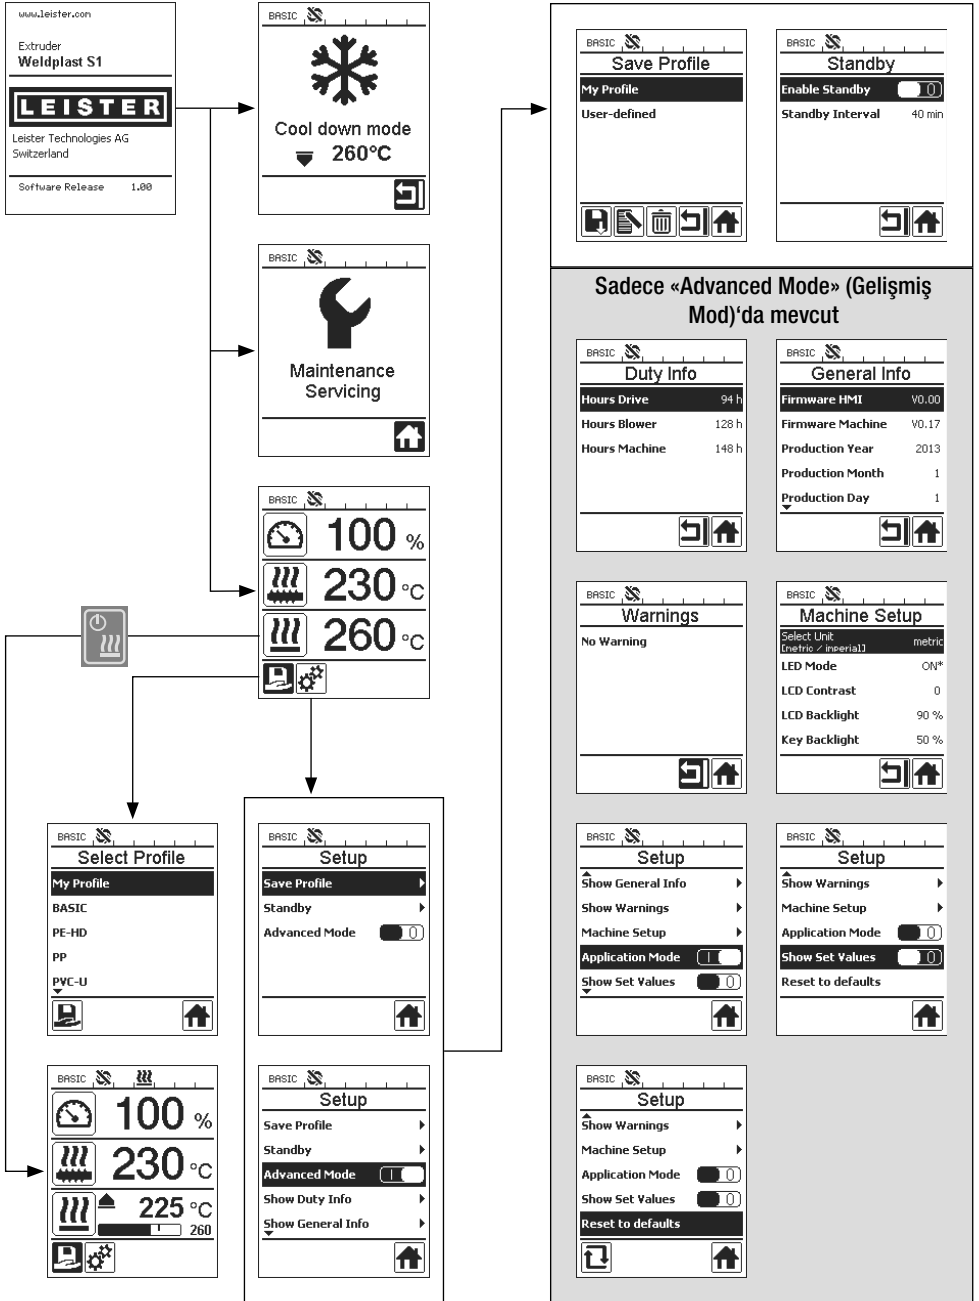 www.leister.com
Extruder
Weldplast S1
LEISTER
Leister Technologies AG
Switzerland
Software Release 1.00
BASIC
Cool down mode
260°C
BASIC
Maintenance
Servicing
BASIC
100 %
230 °C
260 °C
BASIC
Select Profile
My Profile
BASIC
PE-HD
PP
PVC-U
BASIC
100 %
230 °C
225 °C
260
BASIC
Setup
Save Profile
Standby
Advanced Mode 0
BASIC
Setup
Save Profile
Standby
Advanced Mode I
Show Duty Info
Show General Info
BASIC
Save Profile
My Profile
User-defined
BASIC
Standby
Enable Standby 0
Standby Interval 40 min
Sadece «Advanced Mode» (Gelişmiş
Mod)‘da mevcut
BASIC
Duty Info
Hours Drive 94 h
Hours Blower 128 h
Hours Machine 148 h
BASIC
General Info
Firmware HMI V0.00
Firmware Machine V0.17
Production Year 2013
Production Month 1
Production Day 1
BASIC
Warnings
No Warning
BASIC
Machine Setup
Select Unit
[metric / imperial] metric
LED Mode ON*
LCD Contrast 0
LCD Backlight 90 %
Key Backlight 50 %
BASIC
Setup
Show General Info
Show Warnings
Machine Setup
Application Mode I
Show Set Values 0
BASIC
Setup
Show Warnings
Machine Setup
Application Mode 0
Show Set Values 0
Reset to defaults
BASIC
Setup
Show Warnings
Machine Setup
Application Mode 0
Show Set Values 0
Reset to defaults